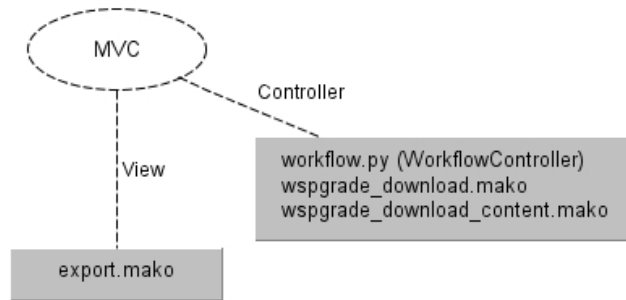 MVC
Controller
View
workflow.py (WorkflowController)
wspgrade_download.mako
wspgrade_download_content.mako
export.mako